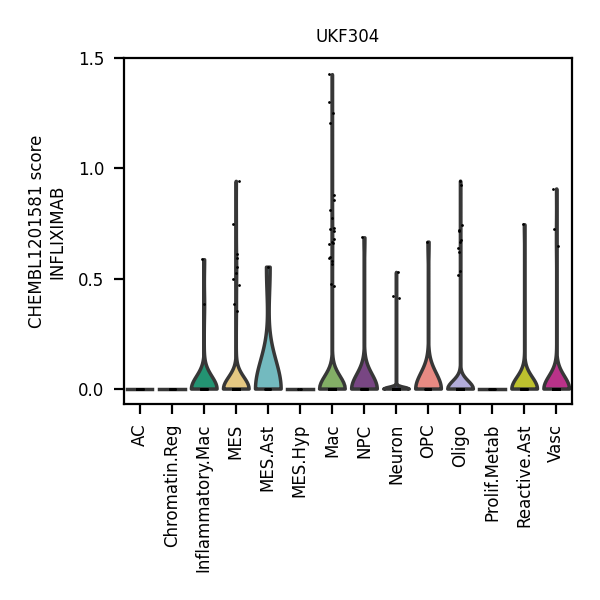 UKF304
CHEMBL1201581 score
INFLIXIMAB
1.5
1.0
0.5
0.0
AC
Chromatin.Reg
Inflammatory.Mac
MES
MES.Ast
MES.Hyp
Mac
NPC
Neuron
OPC
Oligo
Prolif.Metab
Reactive.Ast
Vasc